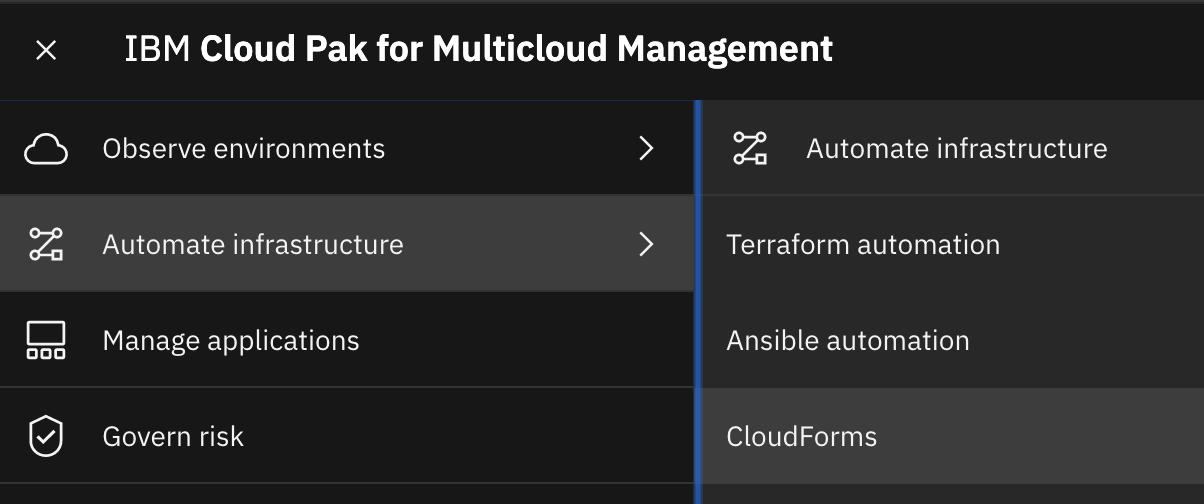 IBM Cloud Pak for Multicloud Management
Observe environments
Automate infrastructure
Manage applications
Govern risk
Automate infrastructure
Terraform automation
Ansible automation
CloudForms